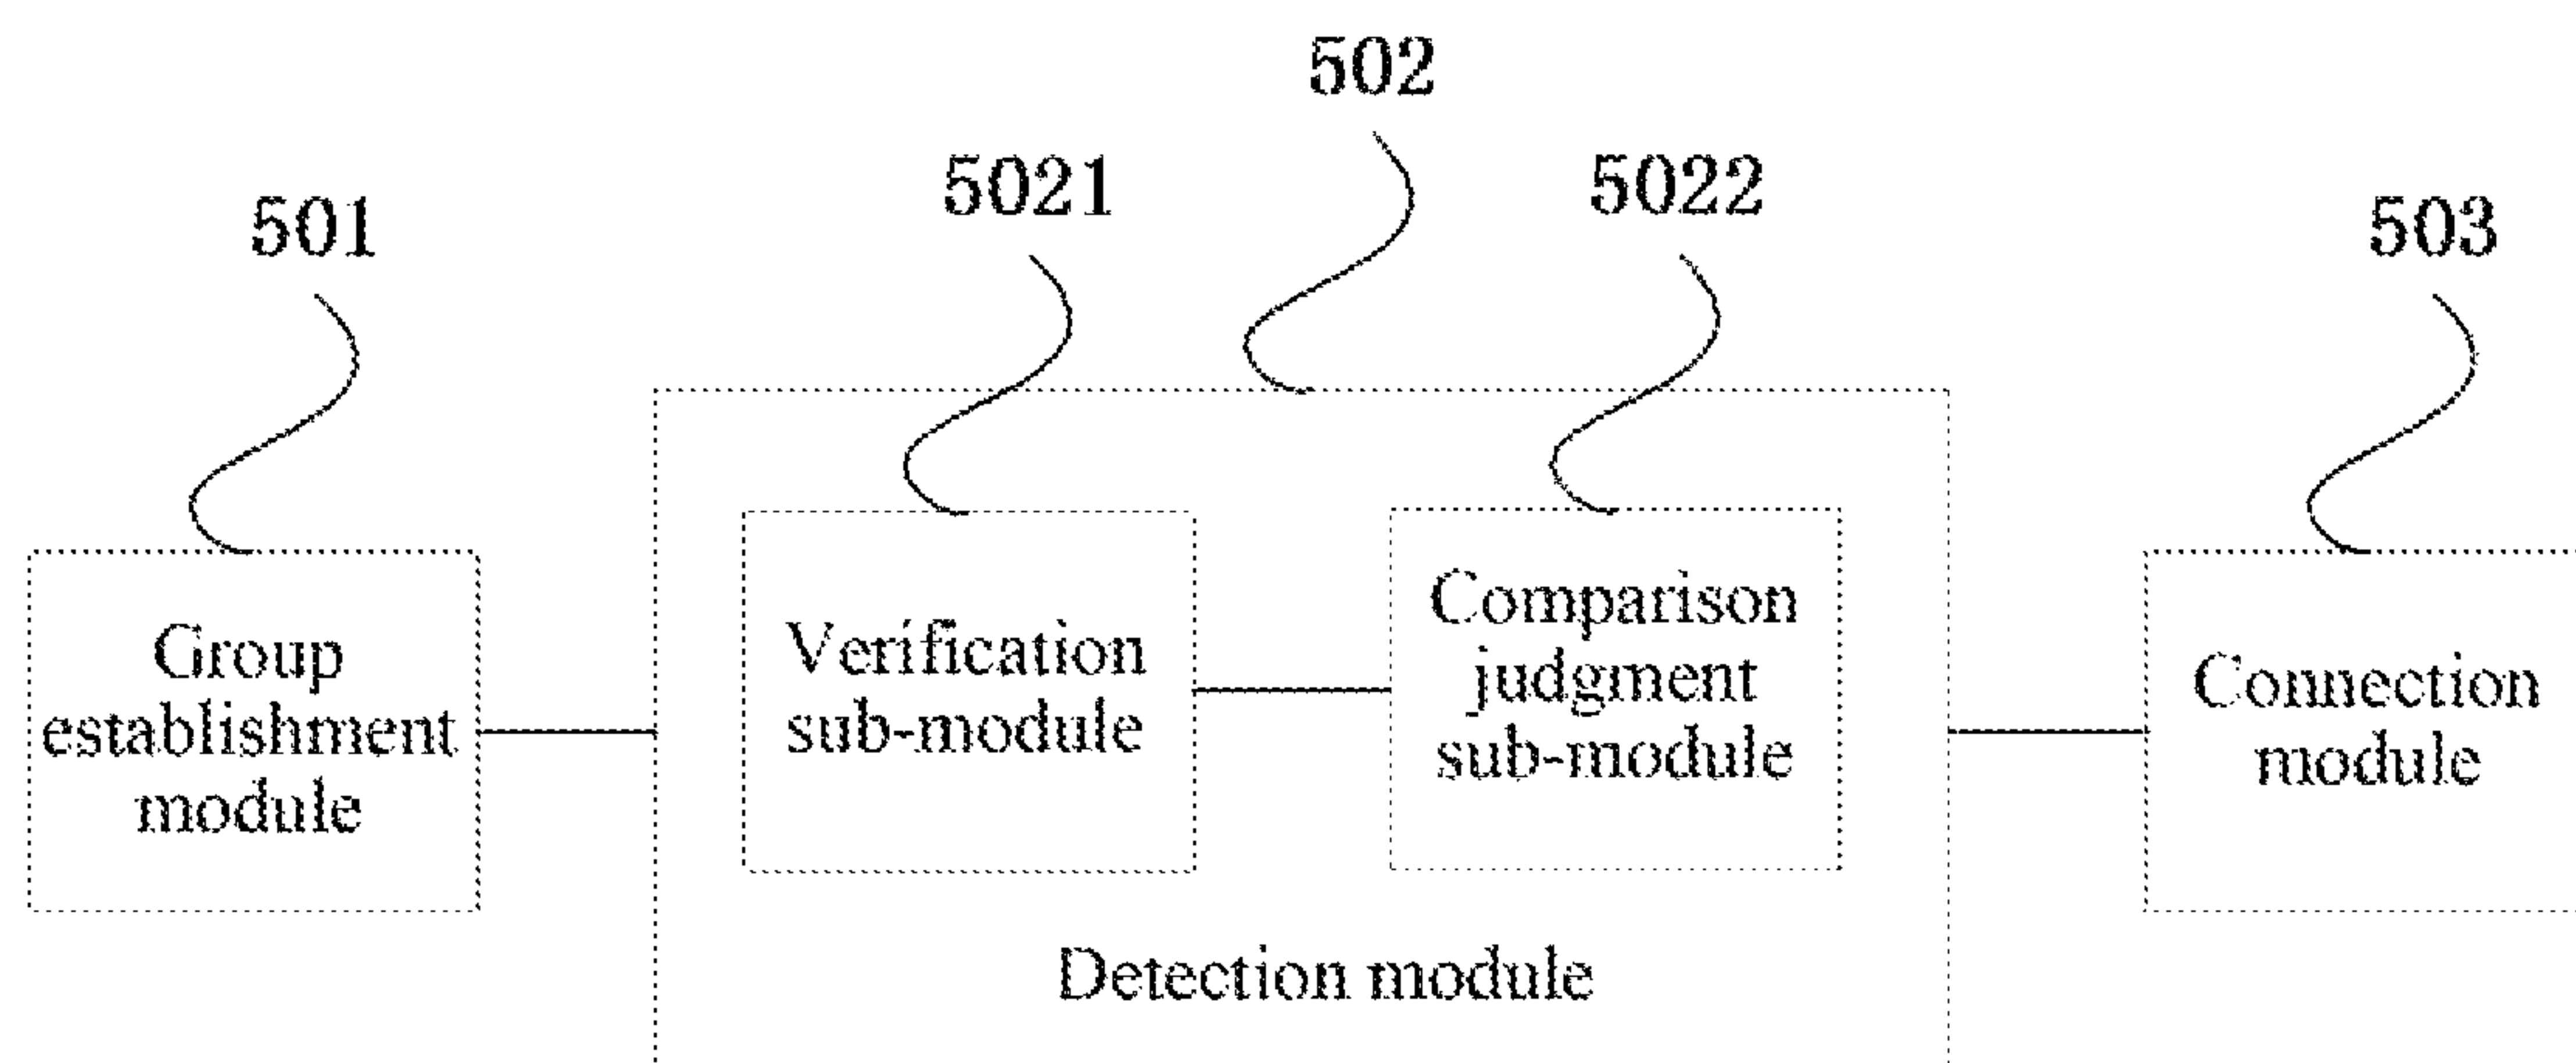 502
5021
5022
501
503
Group
establishment
module
Verification
sub-module
Comparison
judgment
sub-module
Connection
module
Detection module